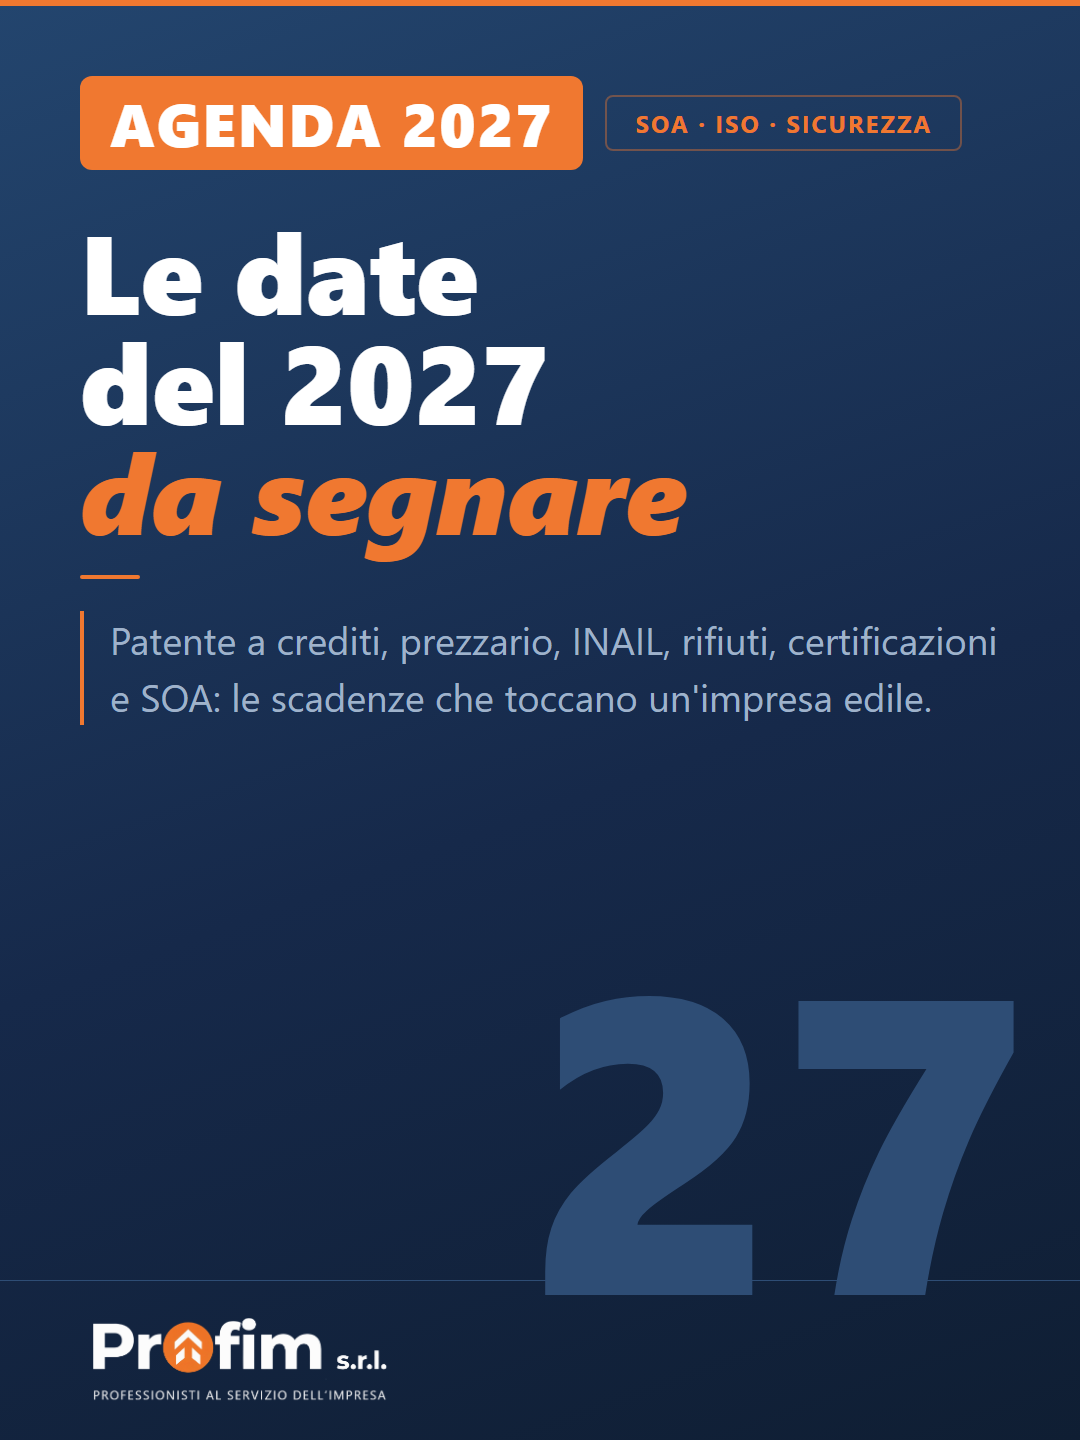 AGENDA 2027
SOA · ISO · SICUREZZA
Le date
del 2027
da segnare
Patente a crediti, prezzario, INAIL, rifiuti, certificazioni
e SOA: le scadenze che toccano un'impresa edile.
27
Profim s.r.l.
PROFESSIONISTI AL SERVIZIO DELL'IMPRESA